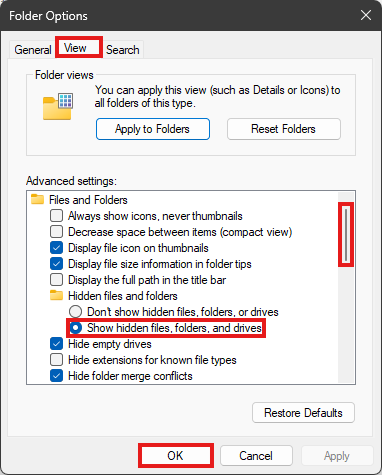 Folder Options
General
View
Search
Folder views
You can apply this view (such as Details or Icons) to
all folders of this type.
Apply to Folders
Reset Folders
Advanced settings:
Files and Folders
Always show icons, never thumbnails
Decrease space between items (compact view)
Display file icon on thumbnails
Display file size information in folder tips
Display the full path in the title bar
Hidden files and folders
Don't show hidden files, folders, or drives
Show hidden files, folders, and drives
Hide empty drives
Hide extensions for known file types
Hide folder merge conflicts
Restore Defaults
OK
Cancel
Apply